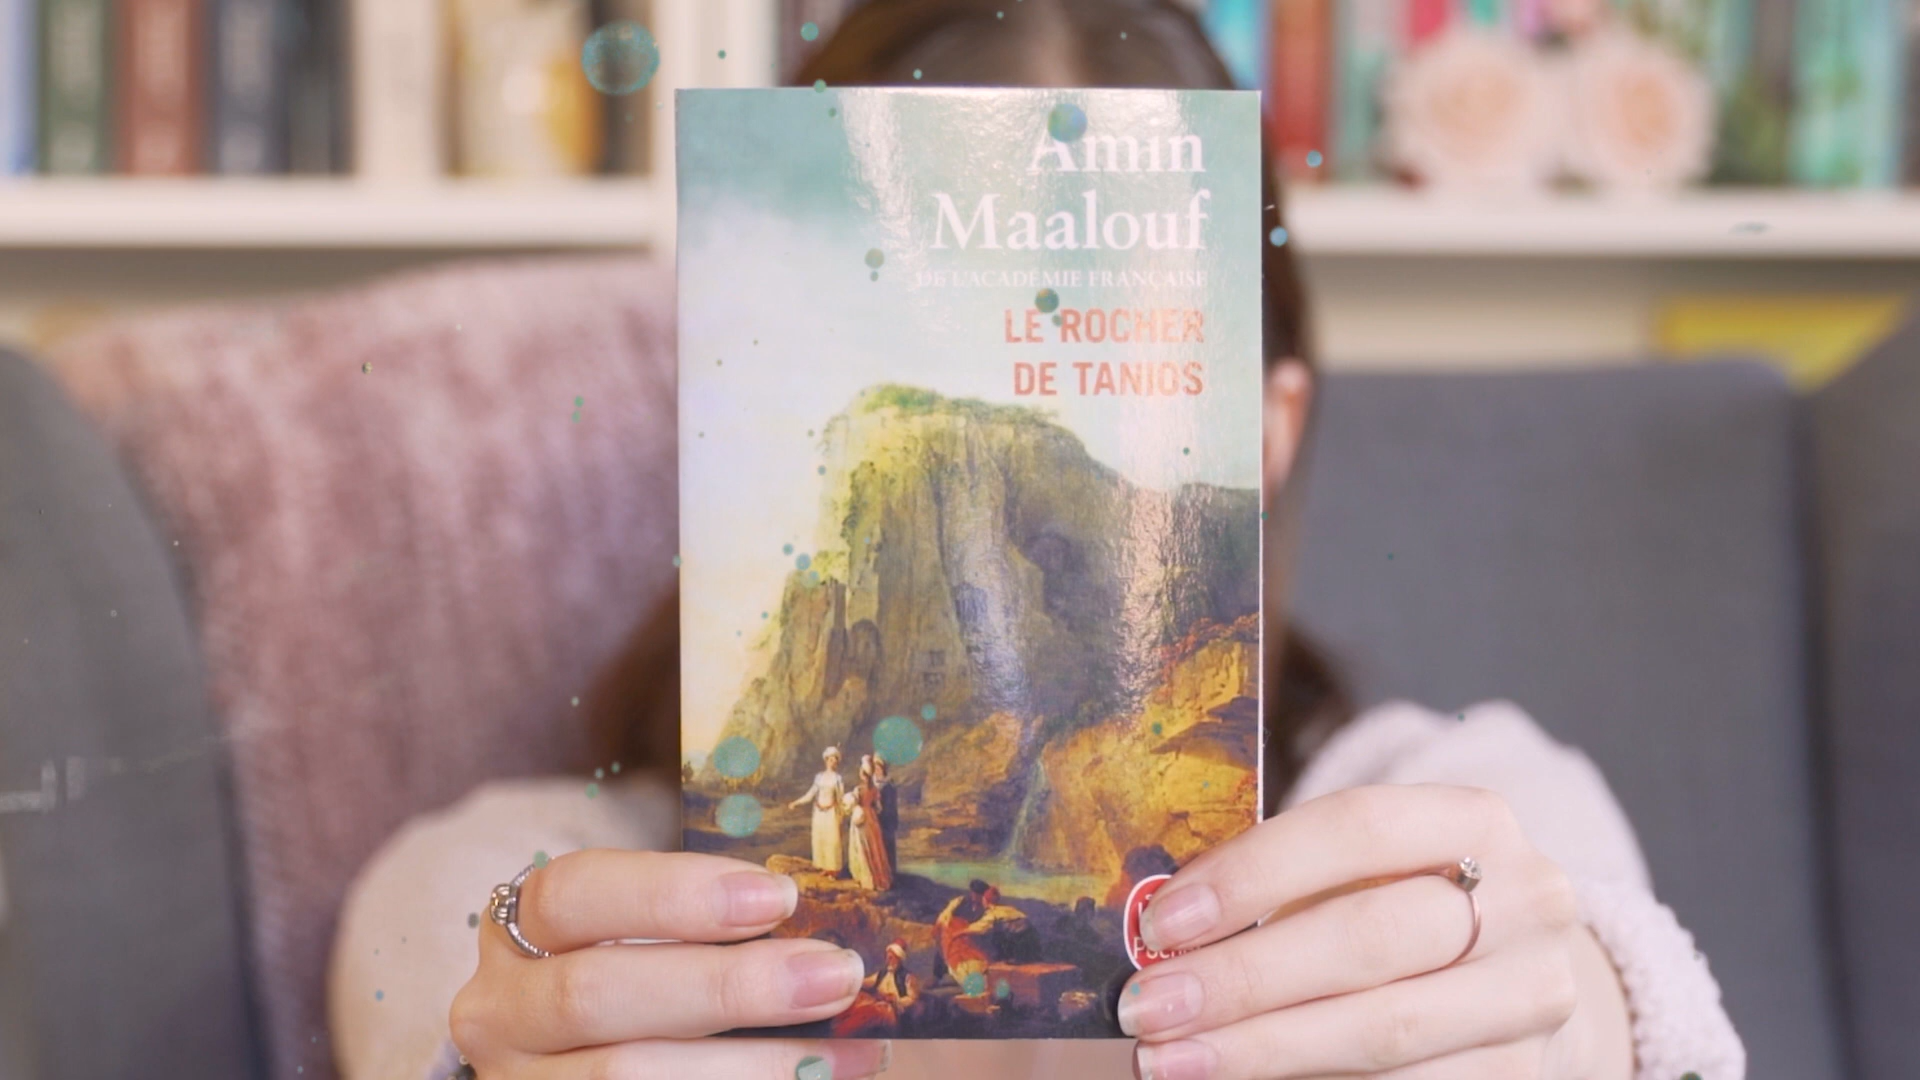 Amin
Maalouf
DE L'ACADÉMIE FRANÇAISE
LE ROCHER
DE TANIOS